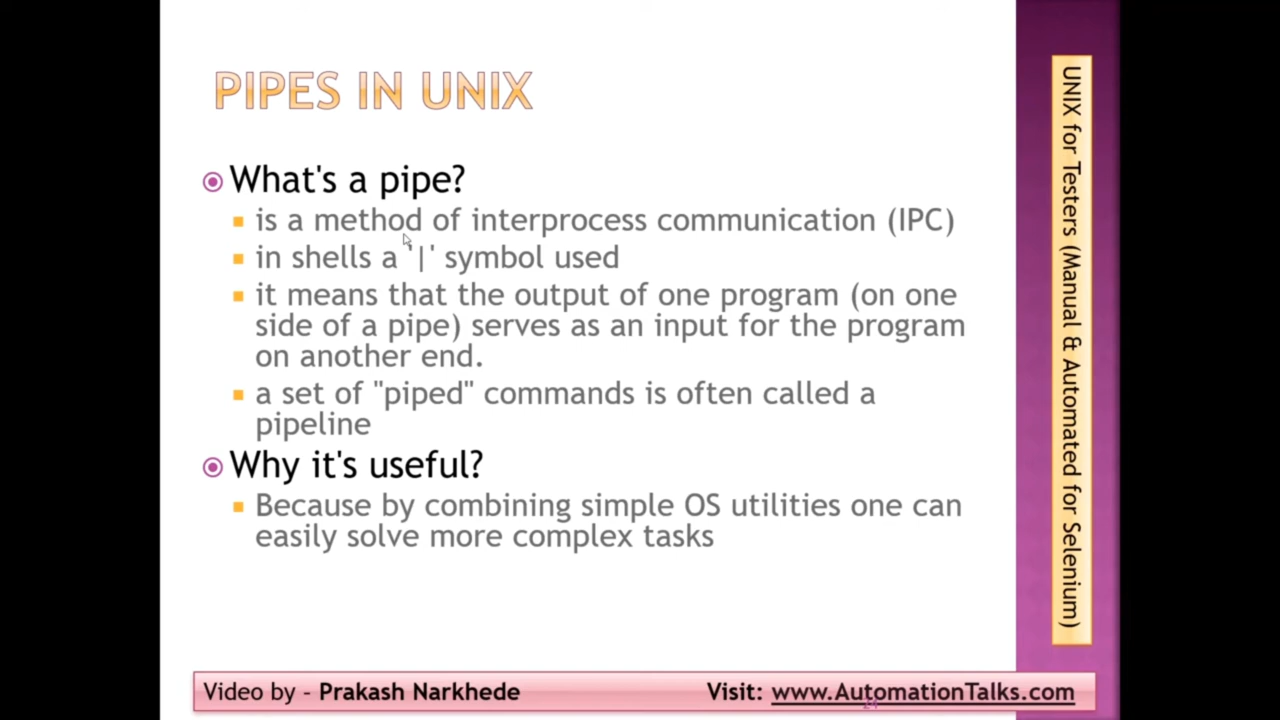 PIPES IN UNIX
What's a pipe?
is a method of interprocess communication (IPC)
in shells a '|' symbol used
it means that the output of one program (on one
side of a pipe) serves as an input for the program
on another end.
a set of "piped" commands is often called a
pipeline
Why it's useful?
Because by combining simple OS utilities one can
easily solve more complex tasks
UNIX for Testers (Manual & Automated for Selenium)
Video by - Prakash Narkhede
Visit: www.AutomationTalks.com
24